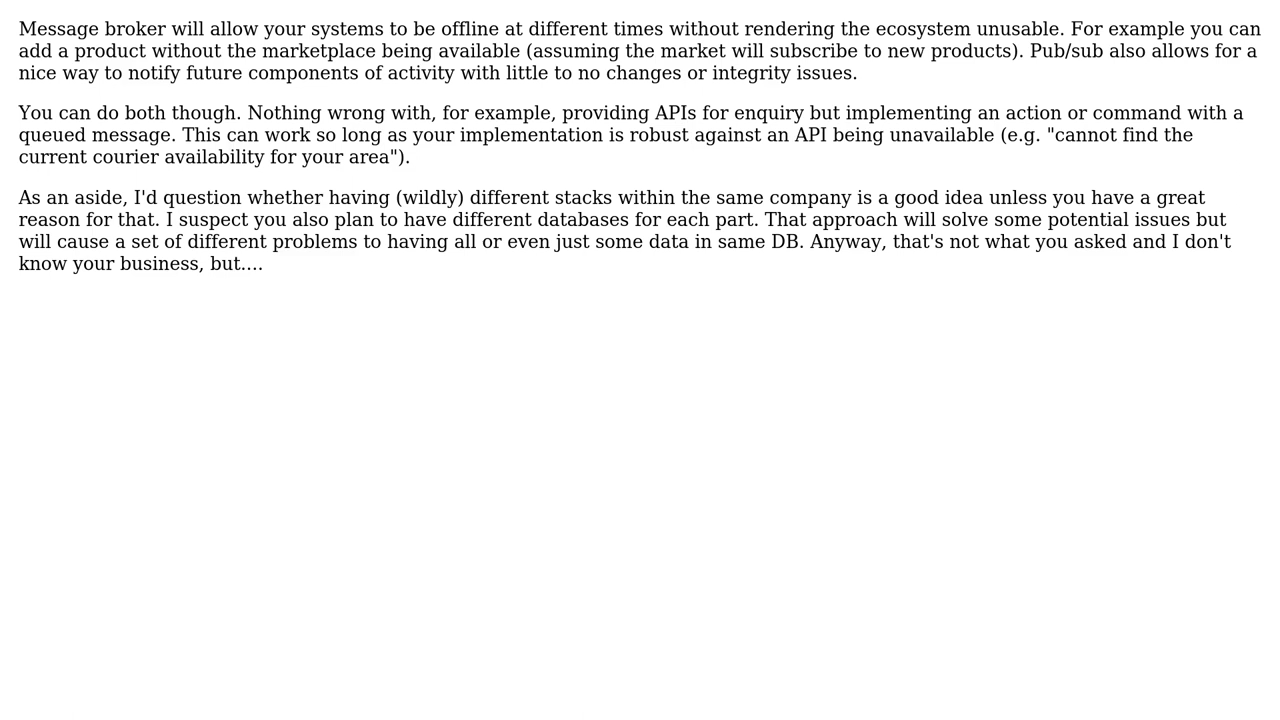 Message broker will allow your systems to be offline at different times without rendering the ecosystem unusable. For example you can
add a product without the marketplace being available (assuming the market will subscribe to new products). Pub/sub also allows for a
nice way to notify future components of activity with little to no changes or integrity issues.
You can do both though. Nothing wrong with, for example, providing APIs for enquiry but implementing an action or command with a
queued message. This can work so long as your implementation is robust against an API being unavailable (e.g. "cannot find the
current courier availability for your area").
As an aside, I'd question whether having (wildly) different stacks within the same company is a good idea unless you have a great
reason for that. I suspect you also plan to have different databases for each part. That approach will solve some potential issues but
will cause a set of different problems to having all or even just some data in same DB. Anyway, that's not what you asked and I don't
know your business, but....